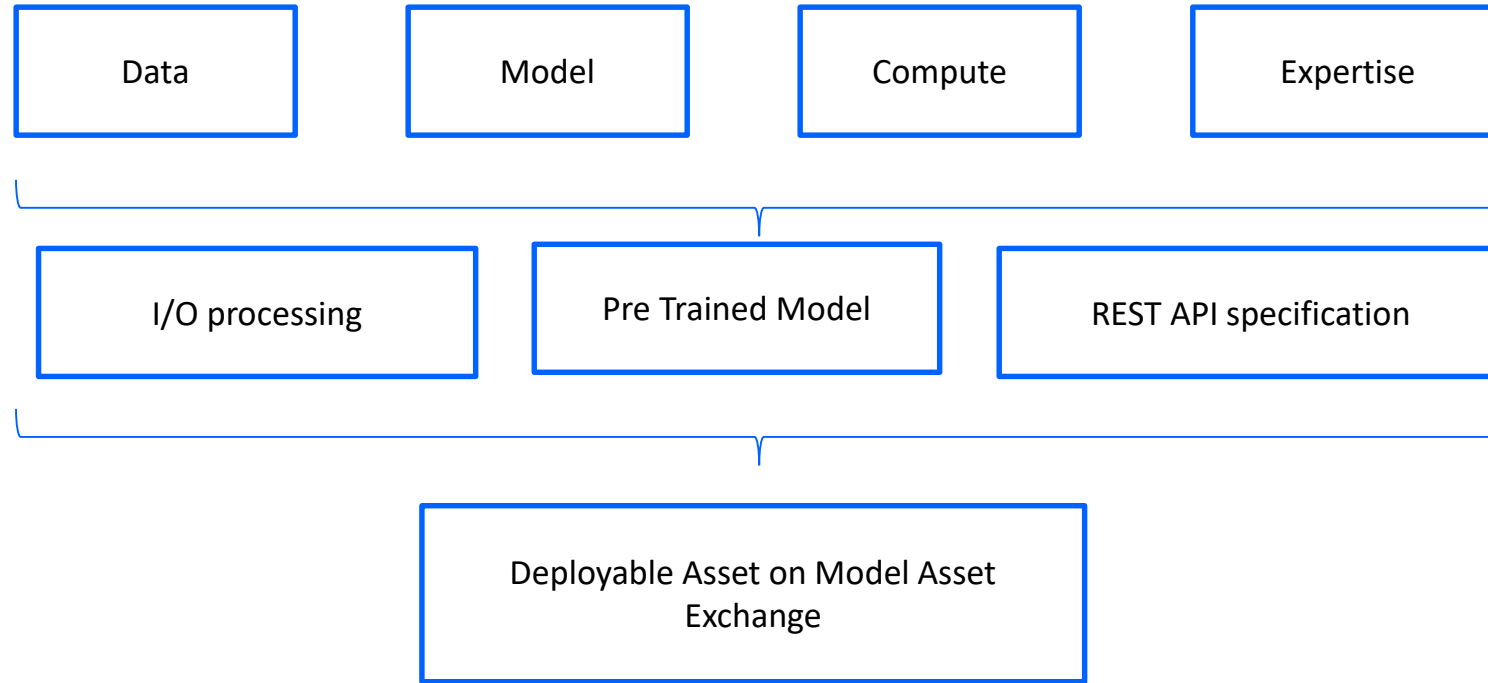 Data
Model
Compute
Expertise
I/O processing
Pre Trained Model
REST API specification
Deployable Asset on Model Asset
Exchange